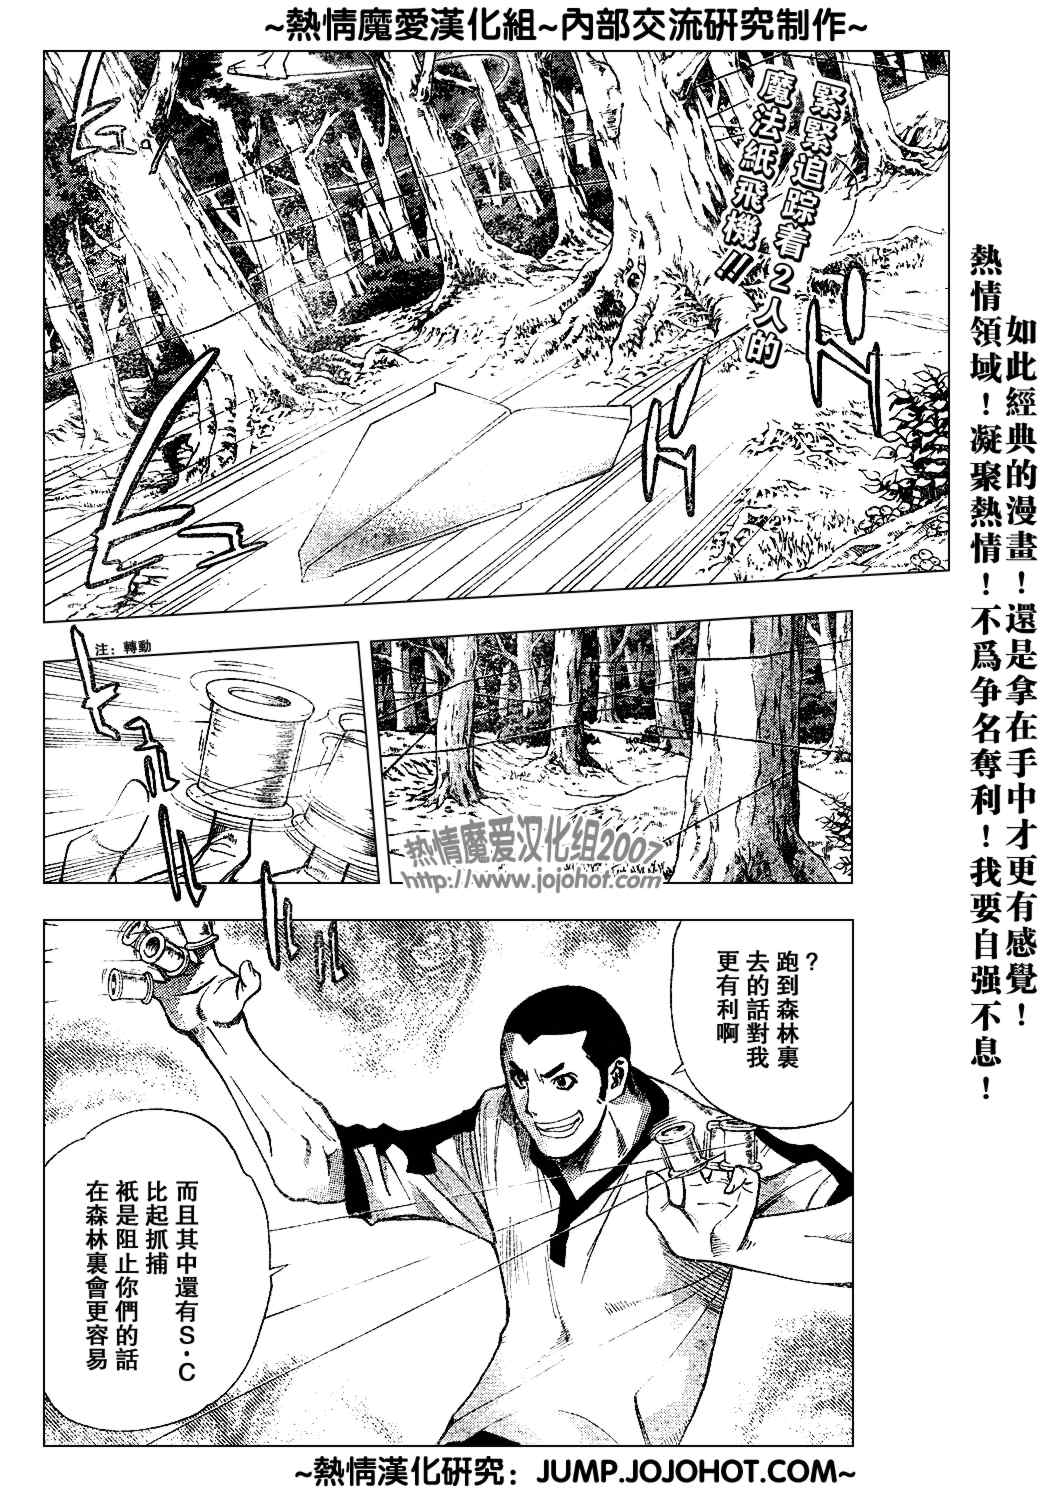 ~熱情魔愛漢化組~內部交流研究制作~
緊緊追踪着2人的
魔法紙飛機!!
ド
ド
如此經典的漫畫！還是拿在手中才更有感覺！
熱情領域！凝聚熱情！不爲争名奪利！我要自强不息！
注：轉動
热情魔爱汉化组2007
http://www.jojohot.com
？
跑到森林裏
去的話對我
更有利啊
而且其中還有S·C
比起抓捕
衹是阻止你們的話
在森林裏會更容易
~熱情漢化研究：JUMP.JOJOHOT.COM~